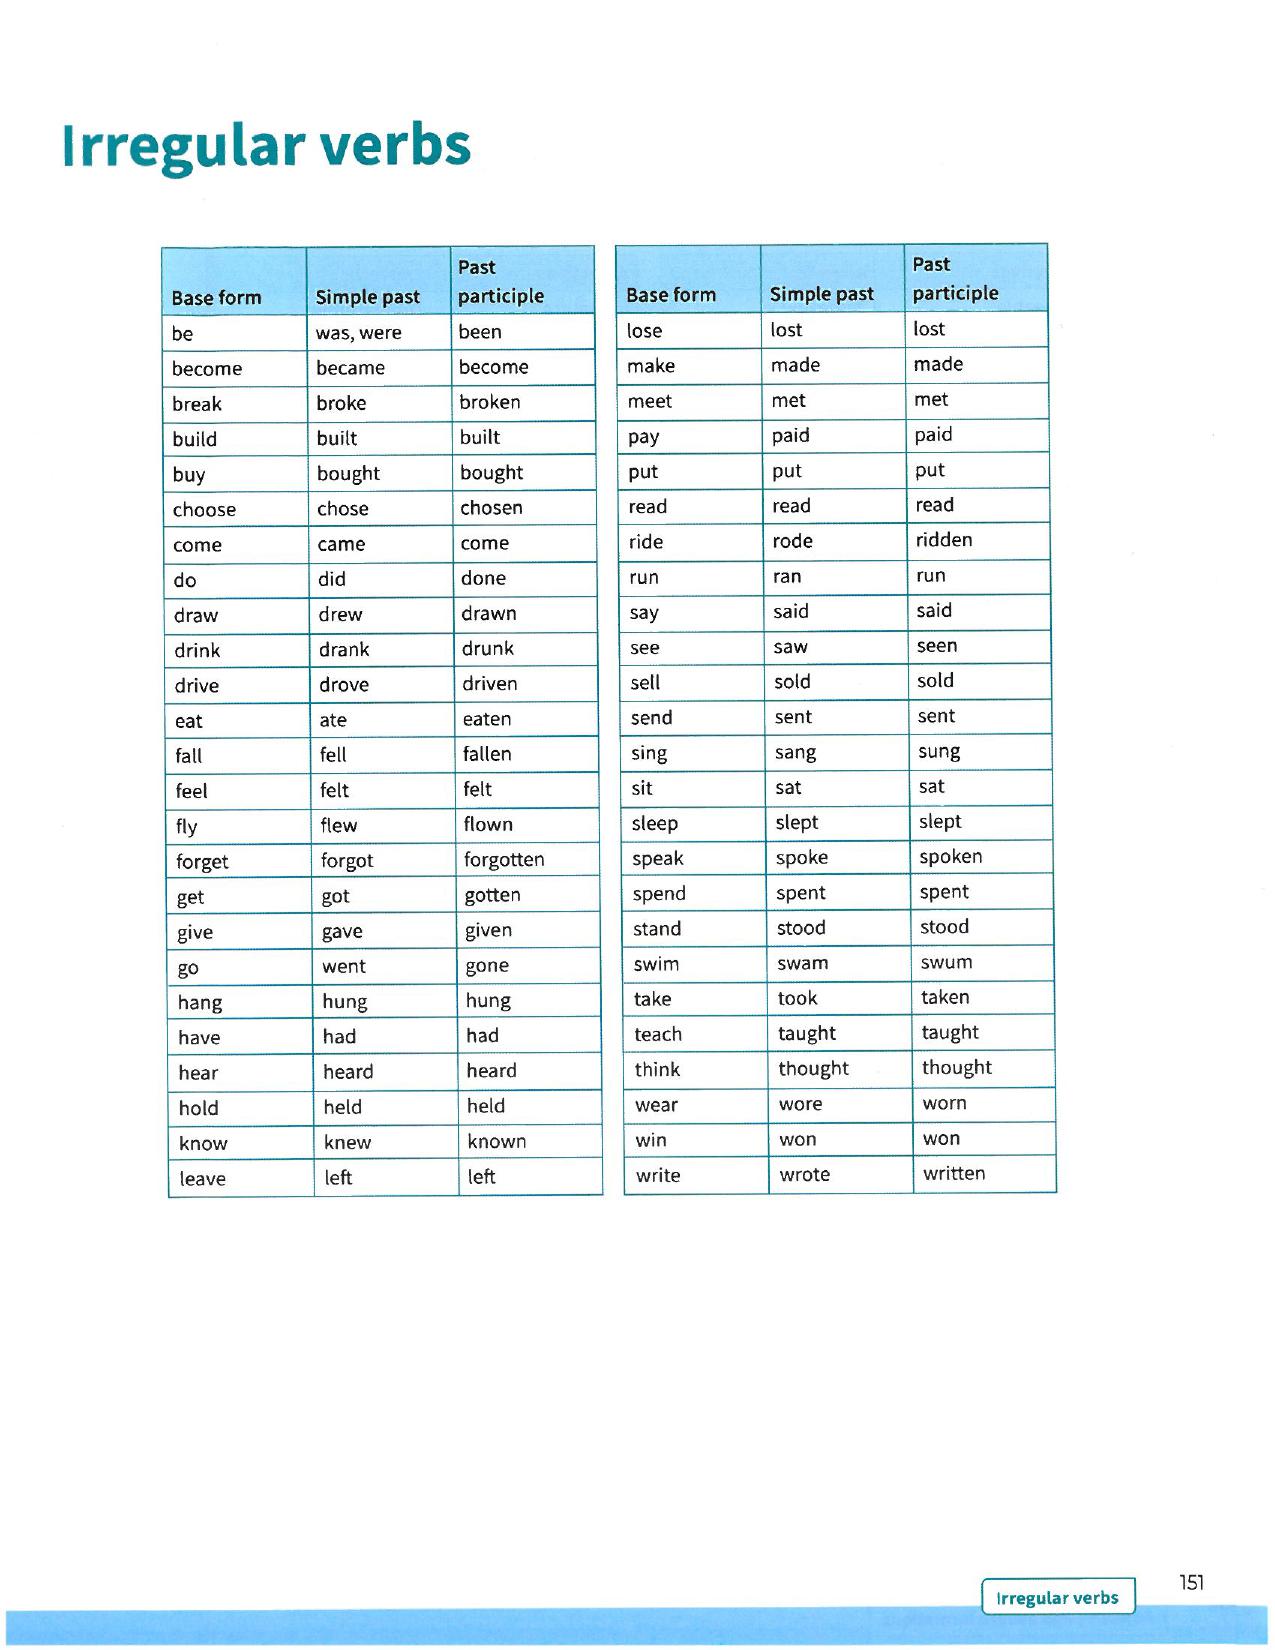 Irregular verbs
Base form Simple past Past participle
be was, were been
become became become
break broke broken
build built built
buy bought bought
choose chose chosen
come came come
do did done
draw drew drawn
drink drank drunk
drive drove driven
eat ate eaten
fall fell fallen
feel felt felt
fly flew flown
forget forgot forgotten
get got gotten
give gave given
go went gone
hang hung hung
have had had
hear heard heard
hold held held
know knew known
leave left left
Base form Simple past Past participle
lose lost lost
make made made
meet met met
pay paid paid
put put put
read read read
ride rode ridden
run ran run
say said said
see saw seen
sell sold sold
send sent sent
sing sang sung
sit sat sat
sleep slept slept
speak spoke spoken
spend spent spent
stand stood stood
swim swam swum
take took taken
teach taught taught
think thought thought
wear wore worn
win won won
write wrote written
Irregular verbs 151